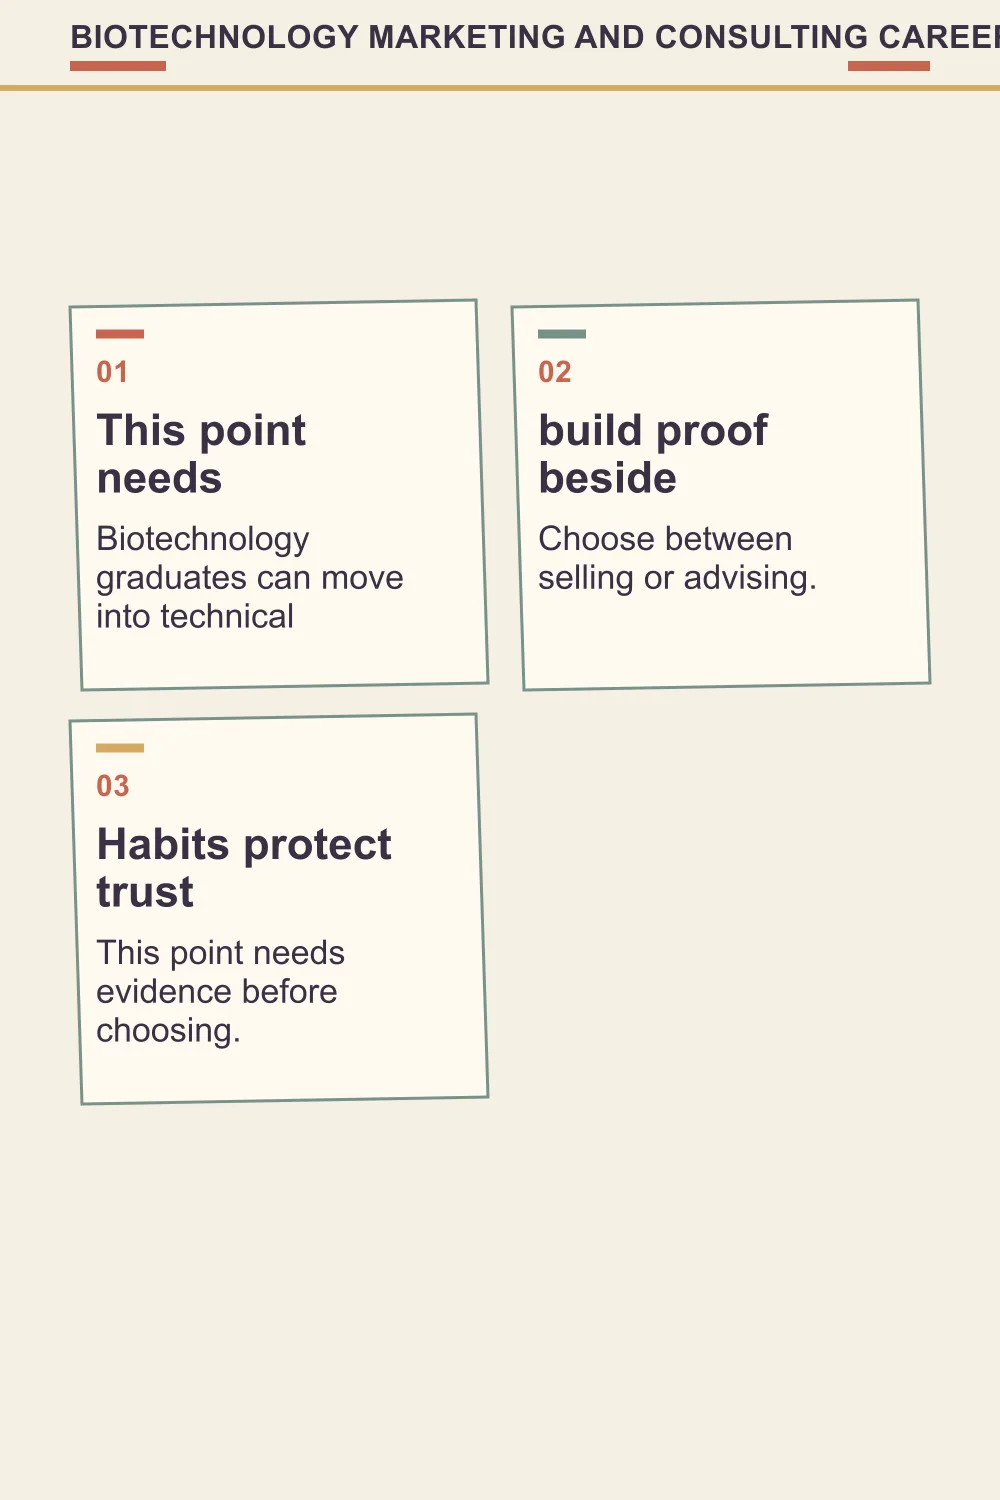 BIOTECHNOLOGY MARKETING AND CONSULTING CAREE
01
This point
needs
Biotechnology
graduates can move
into technical
02
build proof
beside
Choose between
selling or advising.
03
Habits protect
trust
This point needs
evidence before
choosing.